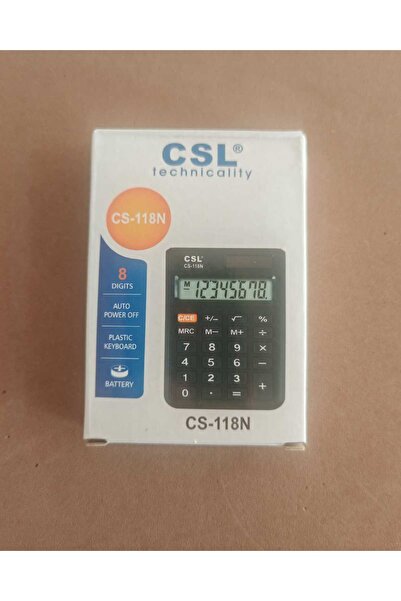 CSL®
technicality
CS-118N
8
DIGITS
AUTO
POWER OFF
PLASTIC
KEYBOARD
BATTERY
CSL
CS-118N
M
-12345678.
C/CE +/− √ % 
MRC M− M+ ÷
7 8 9 ×
4 5 6 −
1 2 3 +
0 · =
CS-118N